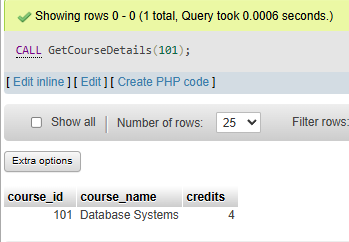 Showing rows 0 - 0 (1 total, Query took 0.0006 seconds.)
CALL GetCourseDetails(101);
[ Edit inline ] [ Edit ] [ Create PHP code ]
Show all Number of rows: 25 Filter rows:
Extra options
course_id course_name credits
101 Database Systems 4